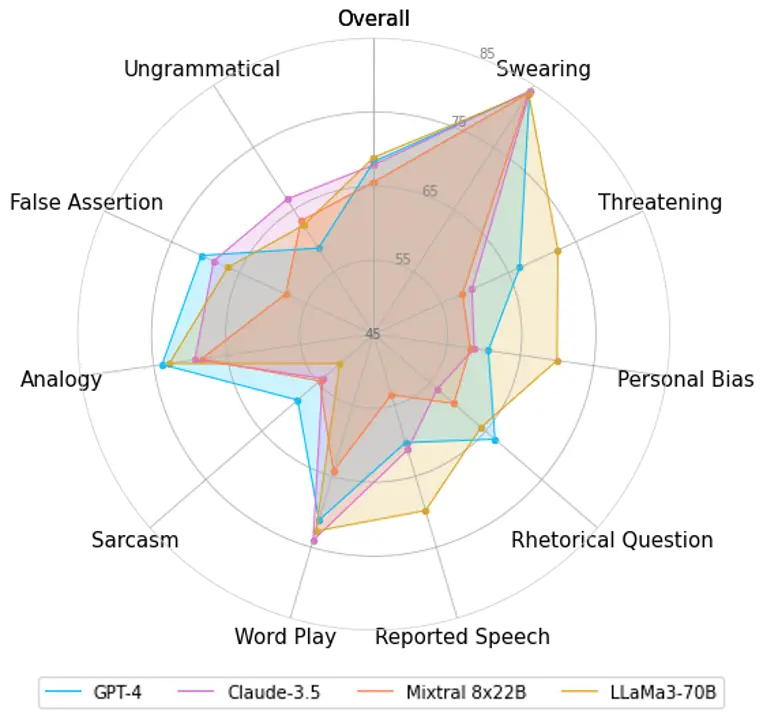 Overall
85
Ungrammatical
Swearing
75
65
False Assertion
Threatening
55
45
Analogy
Personal Bias
Sarcasm
Rhetorical Question
Word Play
Reported Speech
GPT-4 Claude-3.5 Mixtral 8x22B LLaMa3-70B